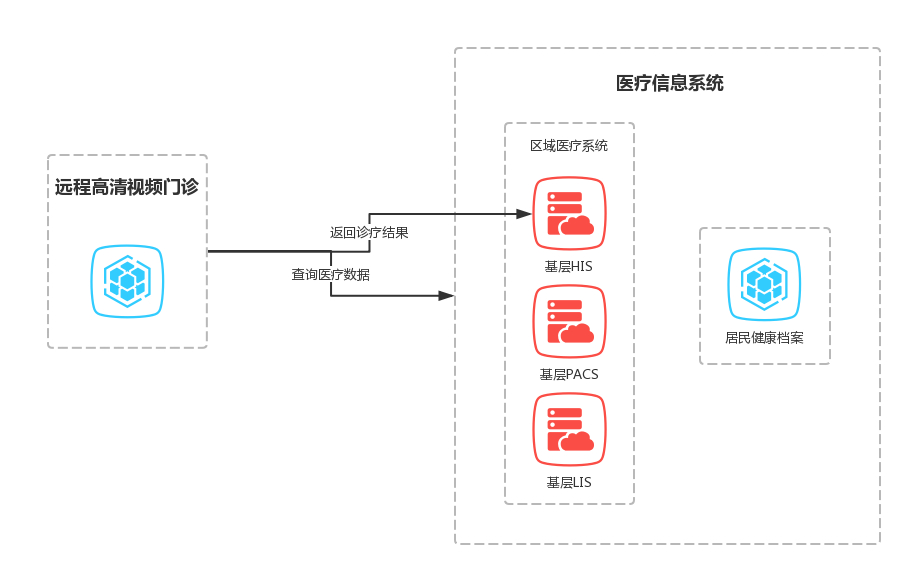 医疗信息系统
区域医疗系统
远程高清视频门诊
返回诊疗结果
查询医疗数据
基层HIS
居民健康档案
基层PACS
基层LIS